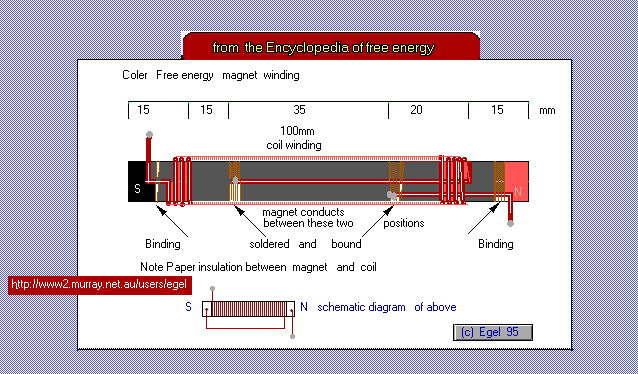 from the Encyclopedia of free energy
Coler Free energy magnet winding
15 15 35 20 15 mm
100mm
coil winding
S N
magnet conducts
between these two positions
Binding soldered and bound Binding
Note Paper insulation between magnet and coil
http://www2.murray.net.au/users/egel
S N schematic diagram of above
(c) Egel 95